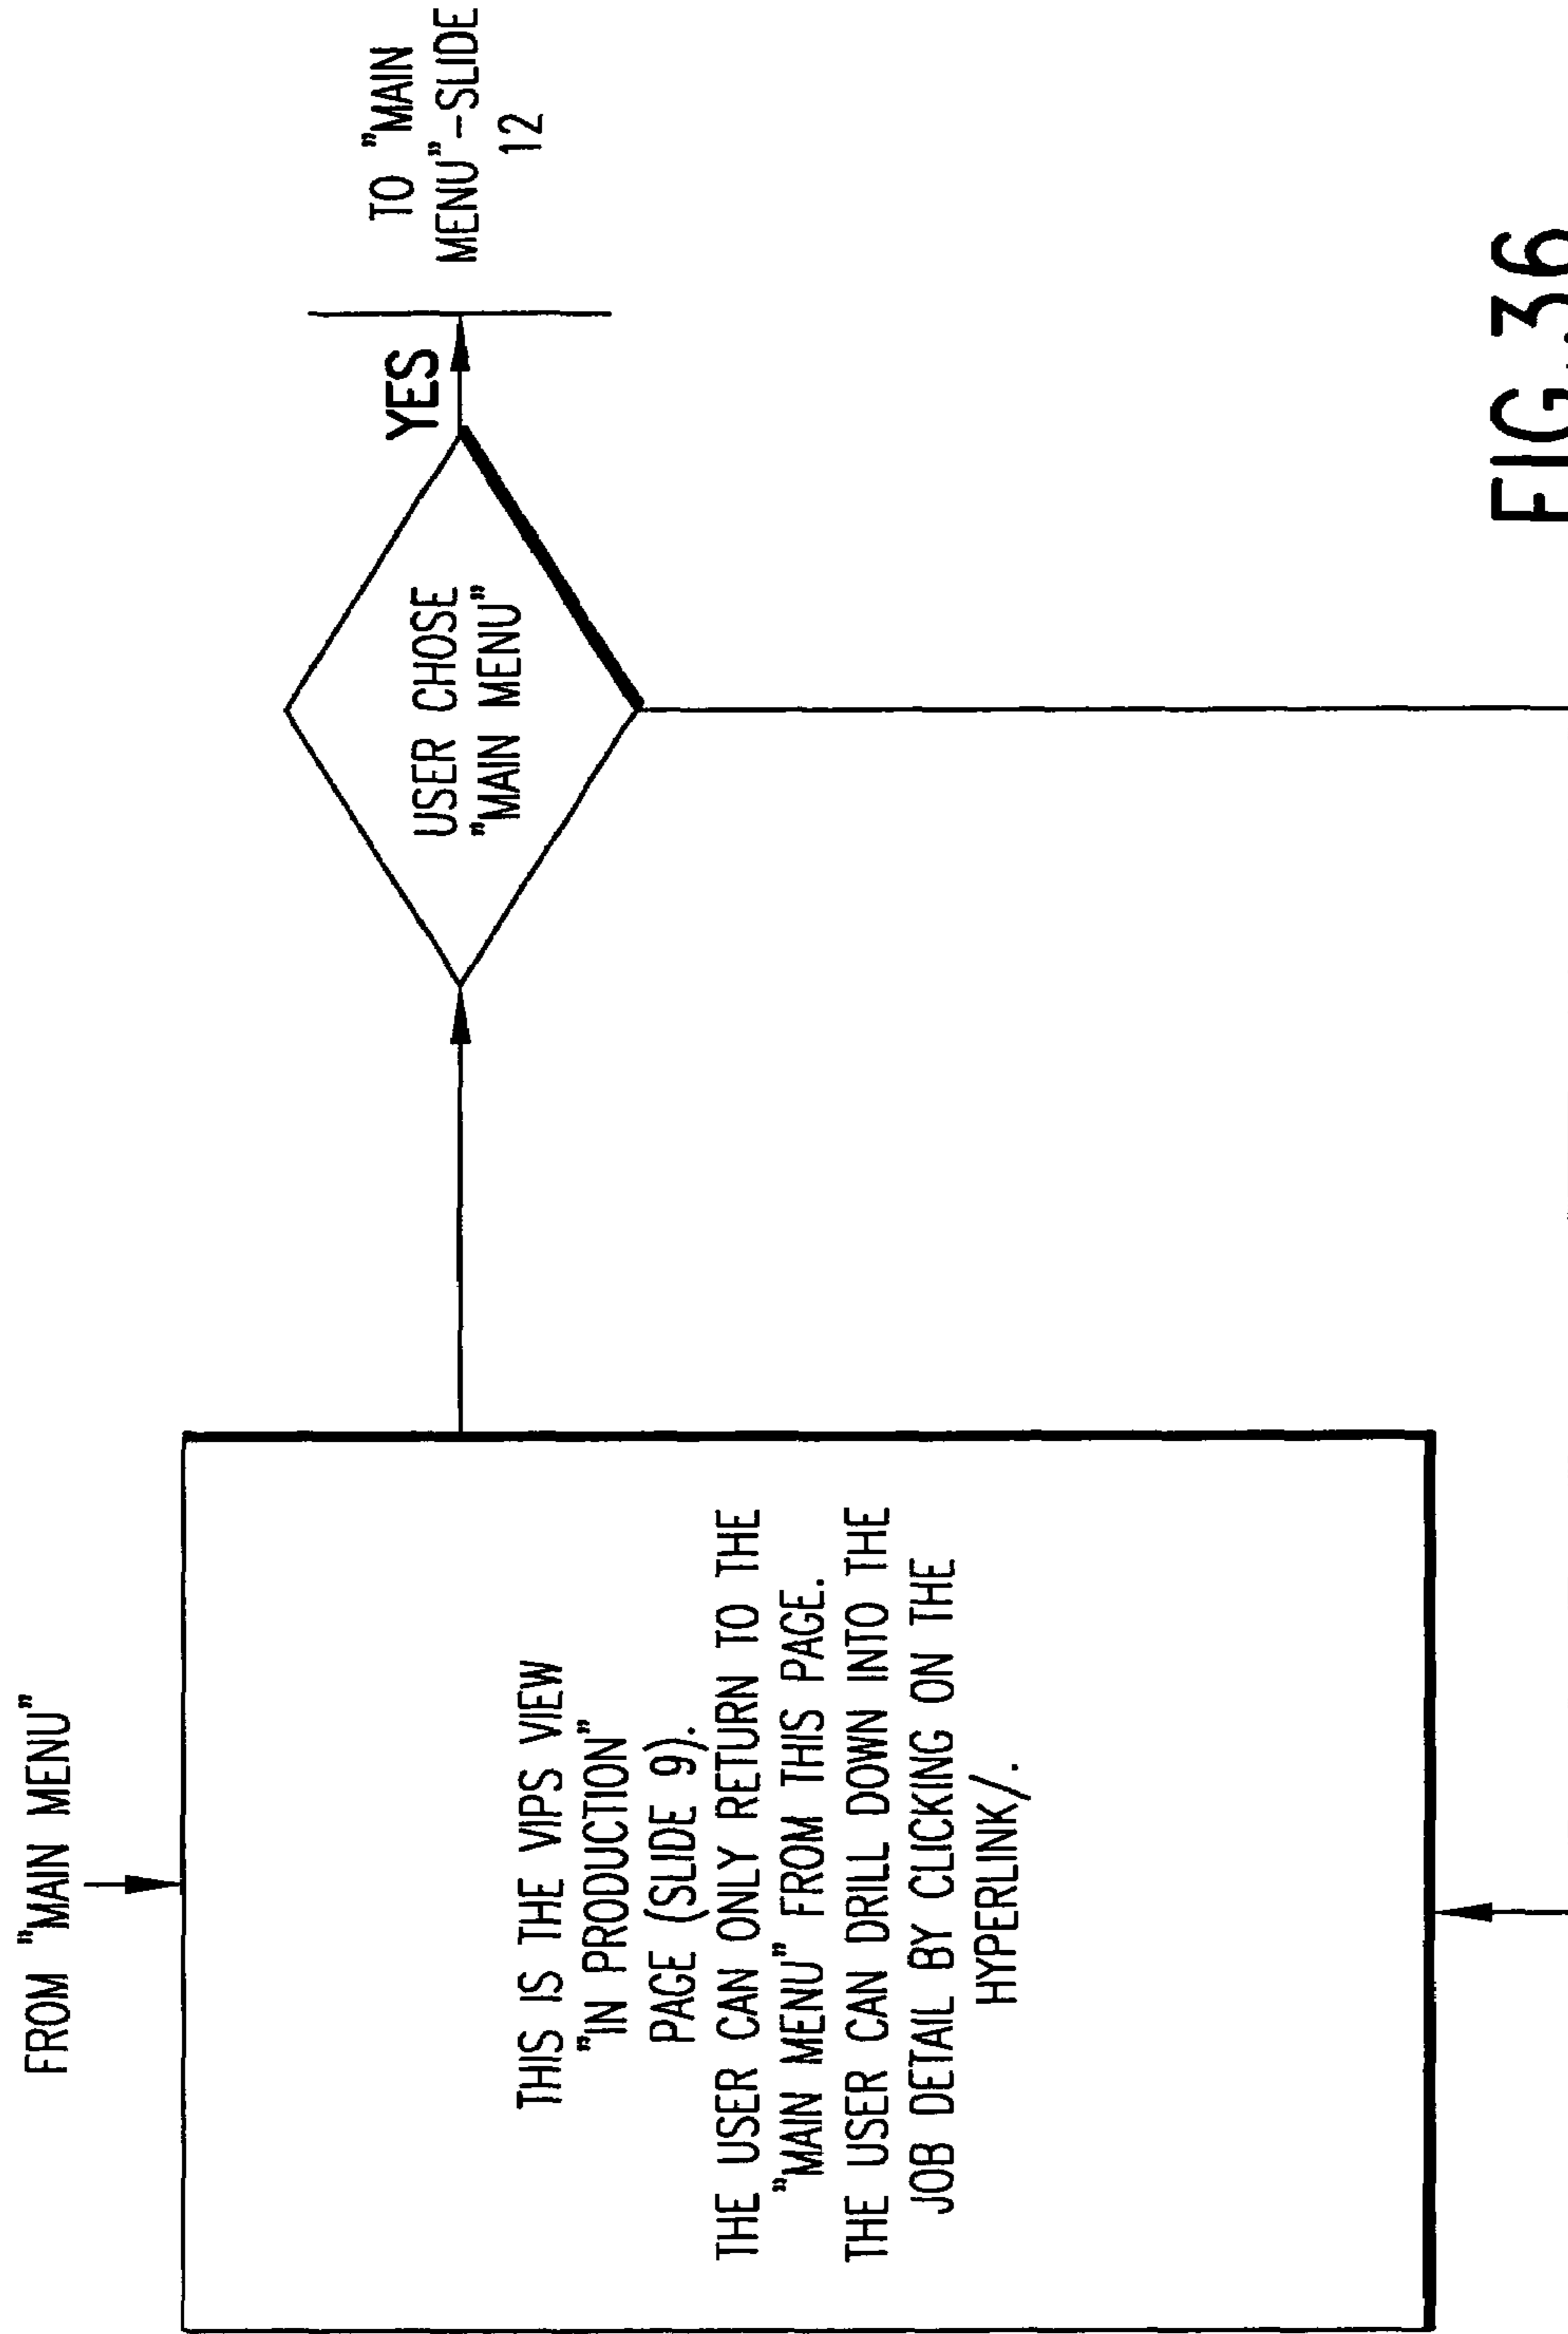 FROM "MAIN MENU"
THIS IS THE VIPS VIEW
"IN PRODUCTION"
PAGE (SLIDE 9).
THE USER CAN ONLY RETURN TO THE
"MAIN MENU" FROM THIS PAGE.
THE USER CAN DRILL DOWN INTO THE
JOB DETAIL BY CLICKING ON THE
HYPERLINK/.
USER CHOSE
"MAIN MENU"
YES
TO "MAIN
MENU"-SLIDE
12
FIG.36